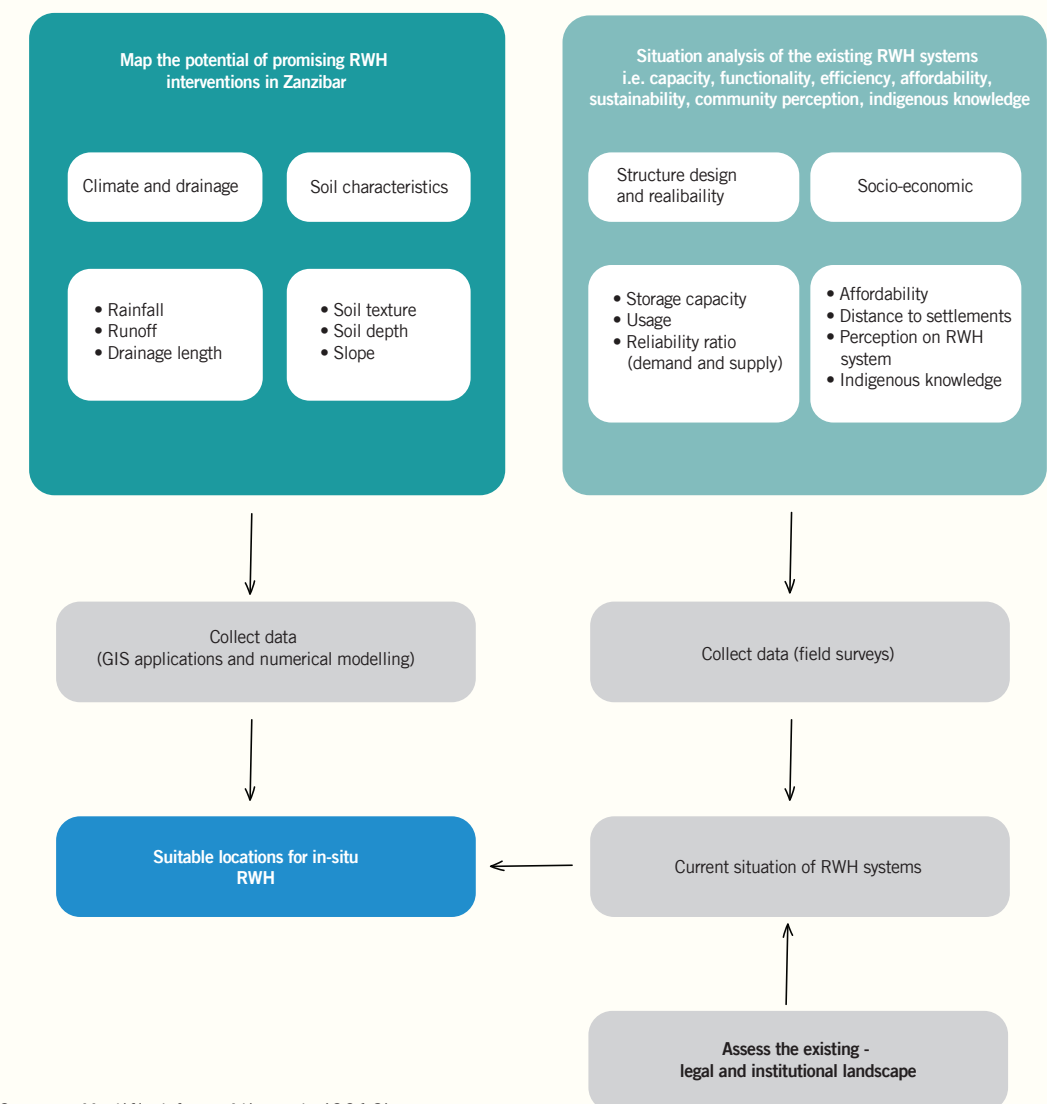 Map the potential of promising RWH
interventions in Zanzibar
Climate and drainage
Soil characteristics
• Rainfall
• Runoff
• Drainage length
• Soil texture
• Soil depth
• Slope
Situation analysis of the existing RWH systems
i.e. capacity, functionality, efficiency, affordability,
sustainability, community perception, indigenous knowledge
Structure design
and realibaility
Socio-economic
• Storage capacity
• Usage
• Reliability ratio
(demand and supply)
• Affordability
• Distance to settlements
• Perception on RWH
system
• Indigenous knowledge
Collect data
(GIS applications and numerical modelling)
Collect data (field surveys)
Suitable locations for in-situ
RWH
Current situation of RWH systems
Assess the existing -
legal and institutional landscape